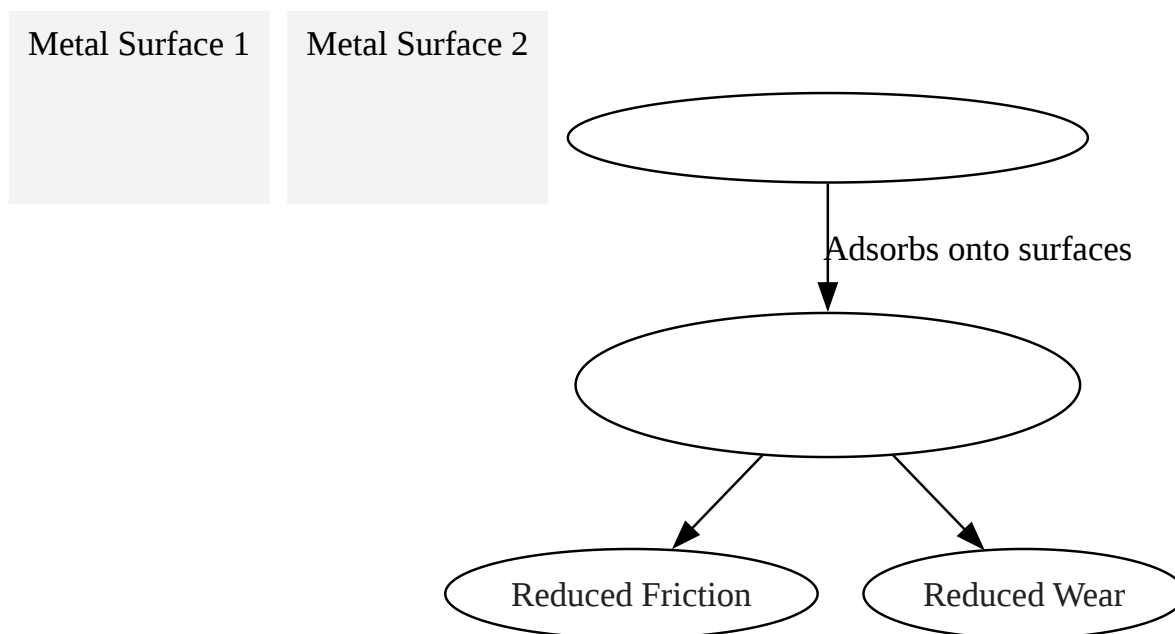 Metal Surface 1
Metal Surface 2
Adsorbs onto surfaces
Reduced Friction
Reduced Wear